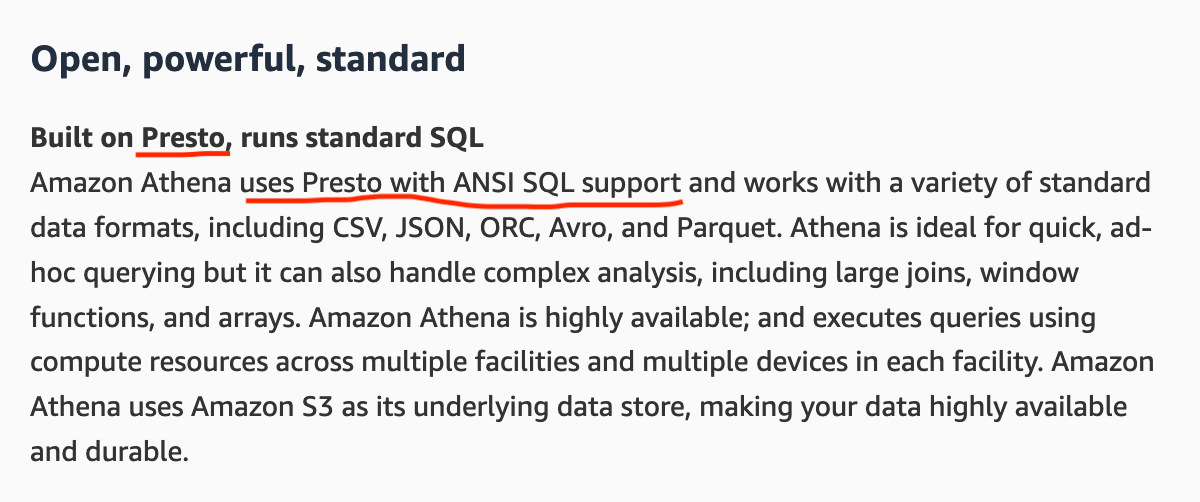 Open, powerful, standard
Built on Presto, runs standard SQL
Amazon Athena uses Presto with ANSI SQL support and works with a variety of standard
data formats, including CSV, JSON, ORC, Avro, and Parquet. Athena is ideal for quick, ad-
hoc querying but it can also handle complex analysis, including large joins, window
functions, and arrays. Amazon Athena is highly available; and executes queries using
compute resources across multiple facilities and multiple devices in each facility. Amazon
Athena uses Amazon S3 as its underlying data store, making your data highly available
and durable.